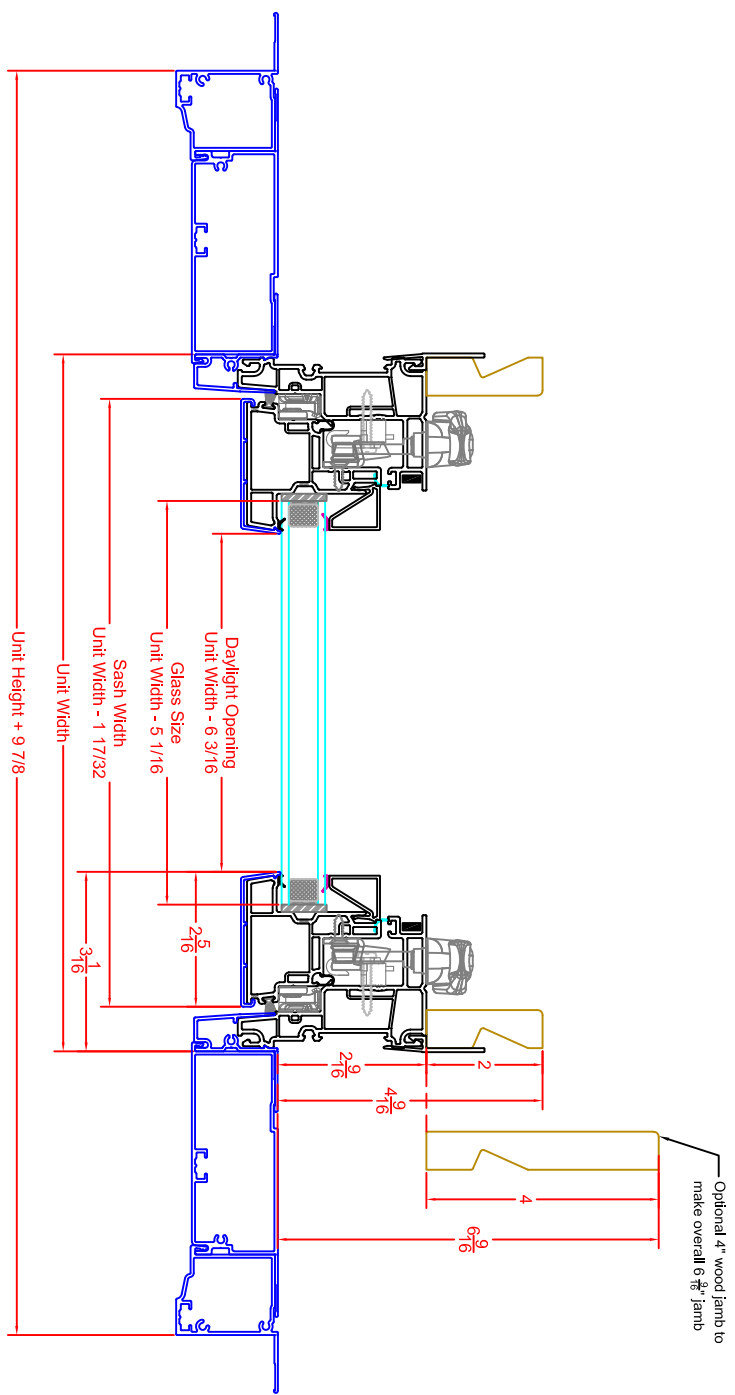 Optional 4" wood jamb to
make overall 6 9/16" jamb
2
4
2 9/16
4 9/16
6 9/16
Daylight Opening
Unit Width - 6 3/16
Glass Size
Unit Width - 5 1/16
2 5/16
3 1/16
Sash Width
Unit Width - 1 17/32
Unit Width
Unit Height + 9 7/8